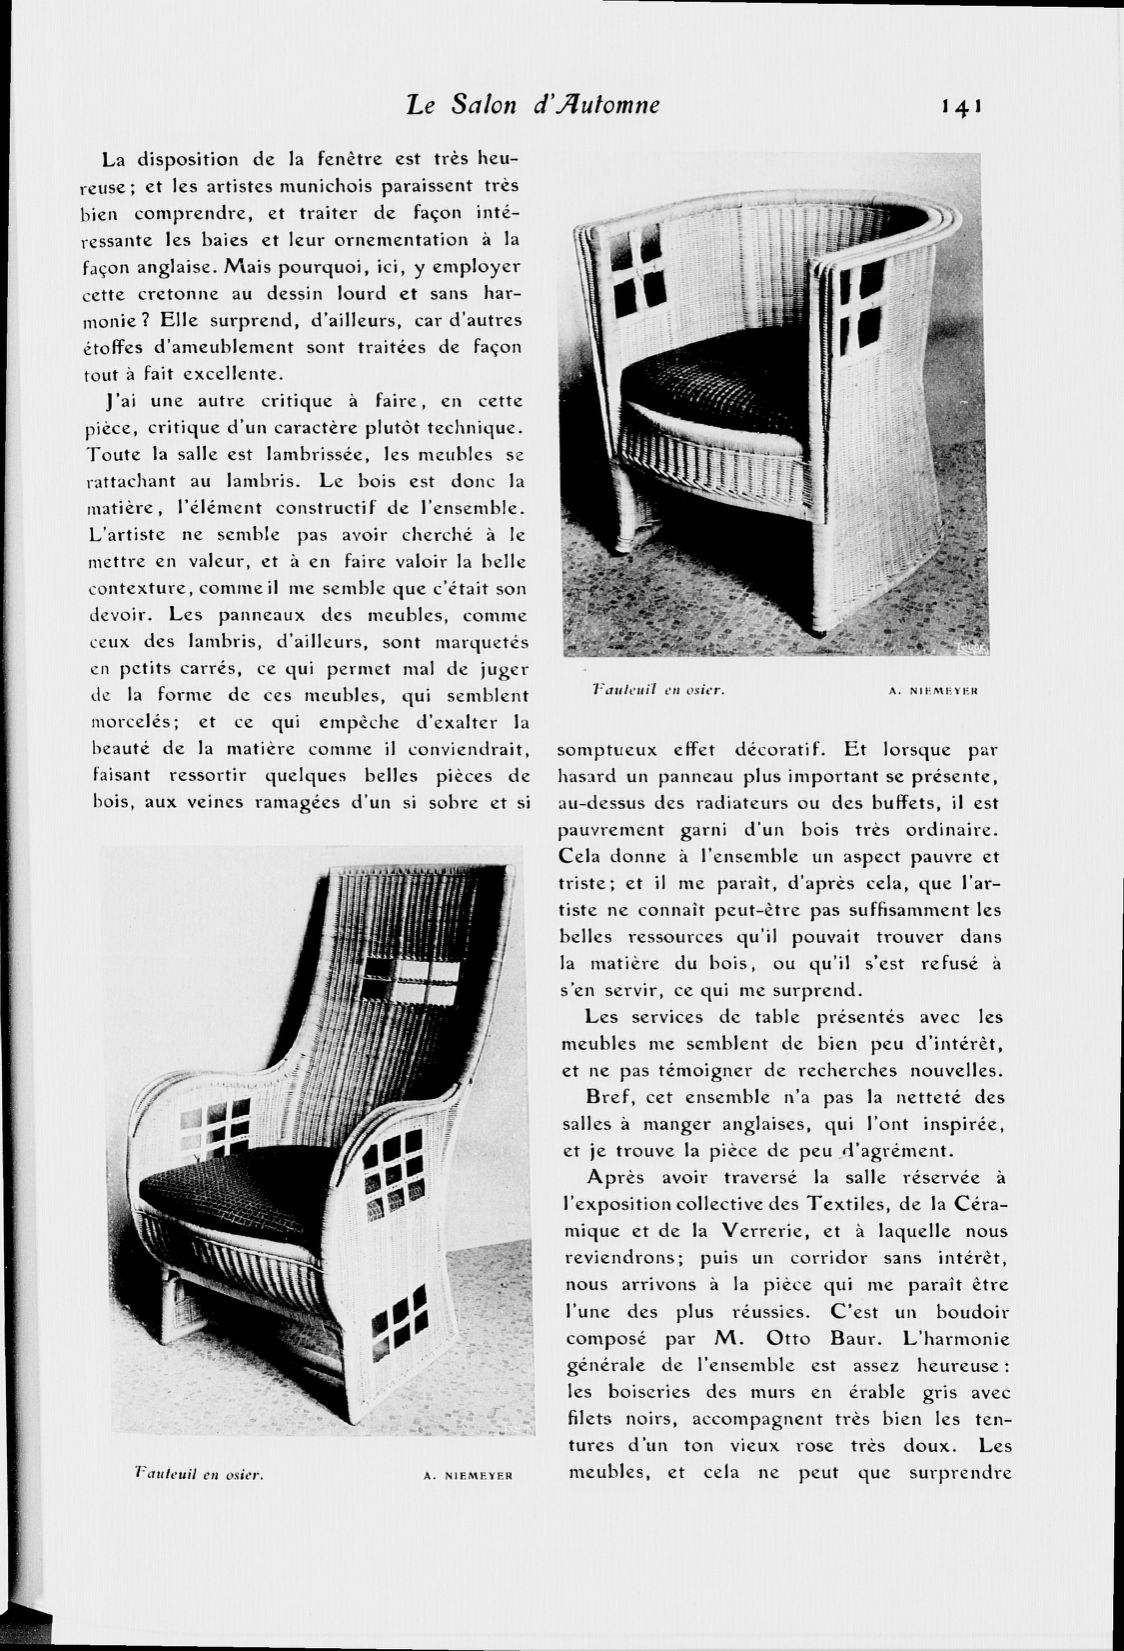 Le Salon d'Automne 141
La disposition de la fenêtre est très heu-
reuse; et les artistes munichois paraissent très
bien comprendre, et traiter de façon inté-
ressante les baies et leur ornementation à la
façon anglaise. Mais pourquoi, ici, y employer
cette cretonne au dessin lourd et sans har-
monie? Elle surprend, d'ailleurs, car d'autres
étoffes d'ameublement sont traitées de façon
tout à fait excellente.
J'ai une autre critique à faire, en cette
pièce, critique d'un caractère plutôt technique.
Toute la salle est lambrissée, les meubles se
rattachant au lambris. Le bois est donc la
matière, l'élément constructif de l'ensemble.
L'artiste ne semble pas avoir cherché à le
mettre en valeur, et à en faire valoir la belle
contexture, comme il me semble que c'était son
devoir. Les panneaux des meubles, comme
ceux des lambris, d'ailleurs, sont marquetés
en petits carrés, ce qui permet mal de juger
de la forme de ces meubles, qui semblent
morcelés; et ce qui empêche d'exalter la
beauté de la matière comme il conviendrait,
faisant ressortir quelques belles pièces de
bois, aux veines ramagées d'un si sobre et si
Fauteuil en osier. A. NIEMEYER
Fauteuil en osier. A. NIEMEYER
somptueux effet décoratif. Et lorsque par
hasard un panneau plus important se présente,
au-dessus des radiateurs ou des buffets, il est
pauvrement garni d'un bois très ordinaire.
Cela donne à l'ensemble un aspect pauvre et
triste; et il me paraît, d'après cela, que l'ar-
tiste ne connaît peut-être pas suffisamment les
belles ressources qu'il pouvait trouver dans
la matière du bois, ou qu'il s'est refusé à
s'en servir, ce qui me surprend.
Les services de table présentés avec les
meubles me semblent de bien peu d'intérêt,
et ne pas témoigner de recherches nouvelles.
Bref, cet ensemble n'a pas la netteté des
salles à manger anglaises, qui l'ont inspirée,
et je trouve la pièce de peu d'agrément.
Après avoir traversé la salle réservée à
l'exposition collective des Textiles, de la Céra-
mique et de la Verrerie, et à laquelle nous
reviendrons; puis un corridor sans intérêt,
nous arrivons à la pièce qui me paraît être
l'une des plus réussies. C'est un boudoir
composé par M. Otto Baur. L'harmonie
générale de l'ensemble est assez heureuse:
les boiseries des murs en érable gris avec
filets noirs, accompagnent très bien les ten-
tures d'un ton vieux rose très doux. Les
meubles, et cela ne peut que surprendre